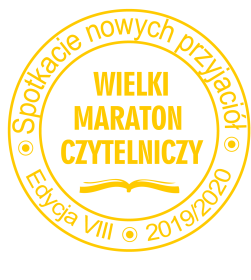 Spotkacie nowych przyjaciół
WIELKI
MARATON
CZYTELNICZY
Edycja VIII
2019/2020